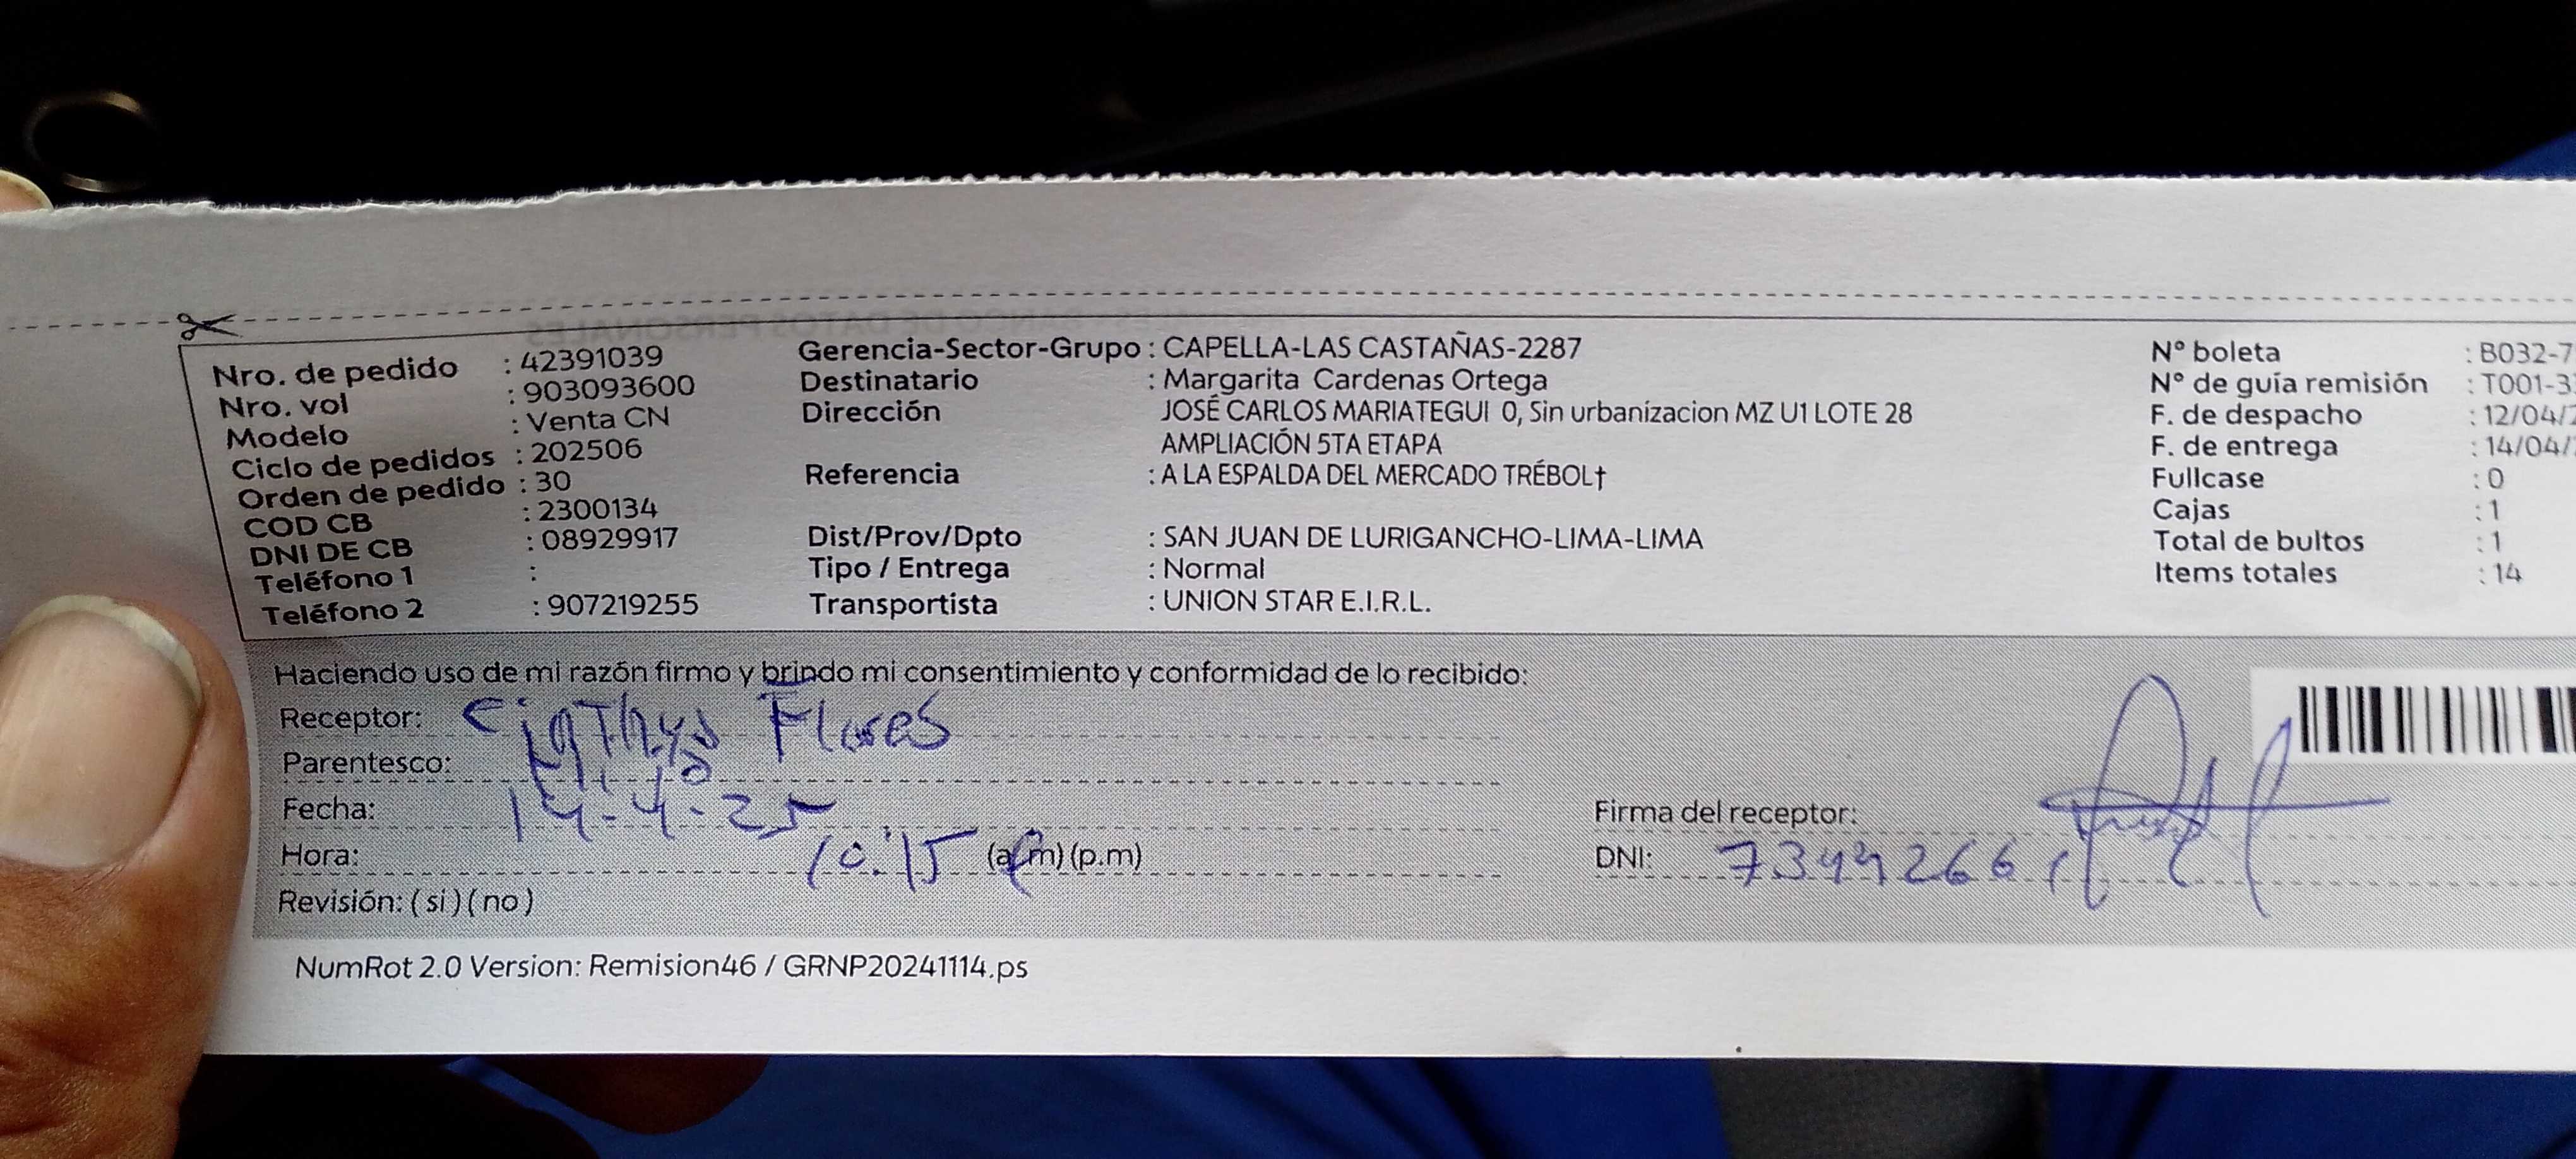 Nro. de pedido : 42391039
Nro. vol : 903093600
Modelo : Venta CN
Ciclo de pedidos : 202506
Orden de pedido : 30
COD CB : 2300134
DNI DE CB : 08929917
Teléfono 1 :
Teléfono 2 : 907219255
Gerencia-Sector-Grupo : CAPELLA-LAS CASTAÑAS-2287
Destinatario : Margarita Cardenas Ortega
Dirección JOSÉ CARLOS MARIATEGUI 0, Sin urbanizacion MZ U1 LOTE 28
AMPLIACIÓN 5TA ETAPA
Referencia : A LA ESPALDA DEL MERCADO TRÉBOL†
Dist/Prov/Dpto : SAN JUAN DE LURIGANCHO-LIMA-LIMA
Tipo / Entrega : Normal
Transportista : UNION STAR E.I.R.L.
N° boleta : B032-7
N° de guía remisión : T001-3
F. de despacho : 12/04/
F. de entrega : 14/04/
Fullcase : 0
Cajas : 1
Total de bultos : 1
Items totales : 14
Haciendo uso de mi razón firmo y brindo mi consentimiento y conformidad de lo recibido:
Receptor: Flores
Parentesco:
Fecha: 14-4-25
Hora: 10:15 (a.m) (p.m)
Revisión: ( si ) ( no )
Firma del receptor:
DNI:
NumRot 2.0 Version: Remision46 / GRNP20241114.ps